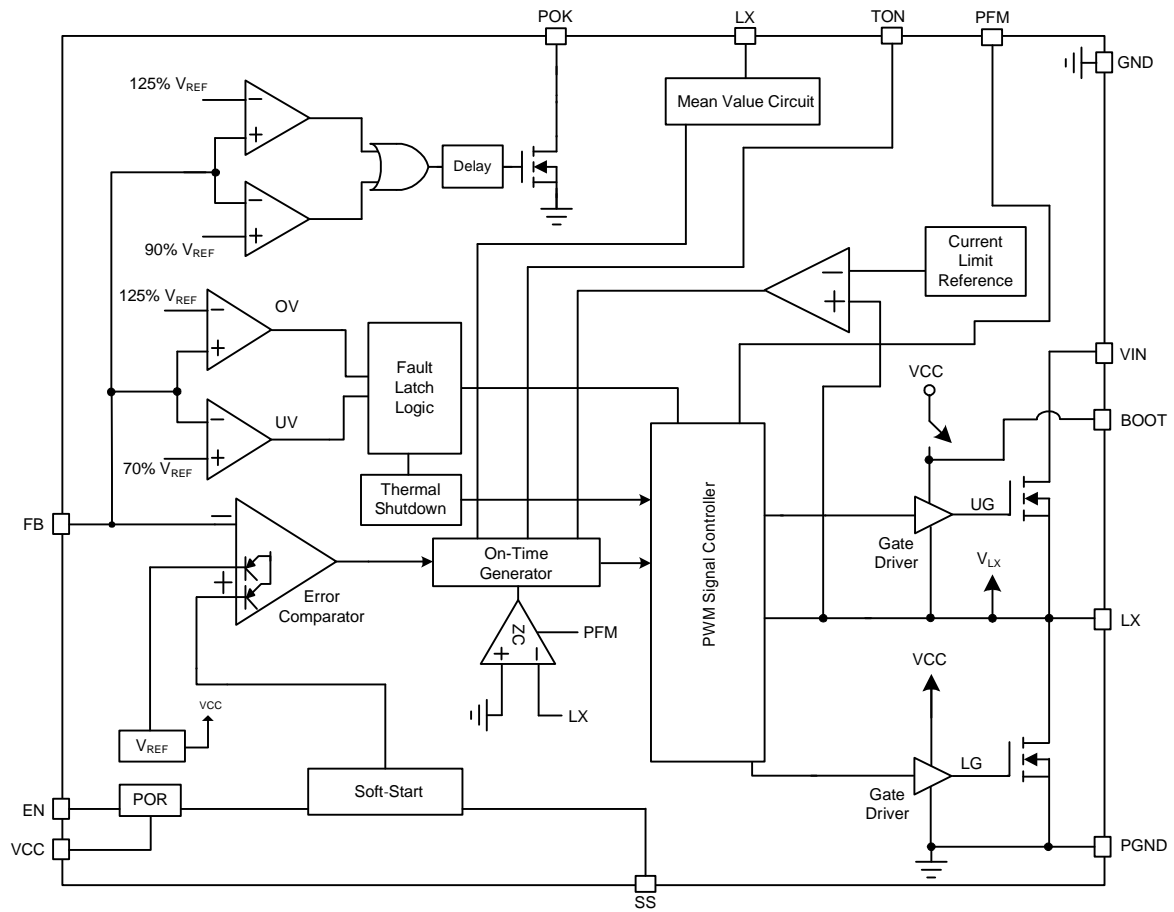 POK
LX
TON
PFM
GND
125% VREF
Mean Value Circuit
Delay
90% VREF
Current
Limit
Reference
125% VREF
OV
Fault
Latch
Logic
VIN
VCC
BOOT
UV
70% VREF
Thermal
Shutdown
FB
UG
On-Time
Generator
Gate
Driver
PWM Signal Controller
VLX
Error
Comparator
ZC
PFM
LX
LX
VCC
VCC
VREF
LG
Soft-Start
POR
EN
Gate
Driver
VCC
PGND
SS